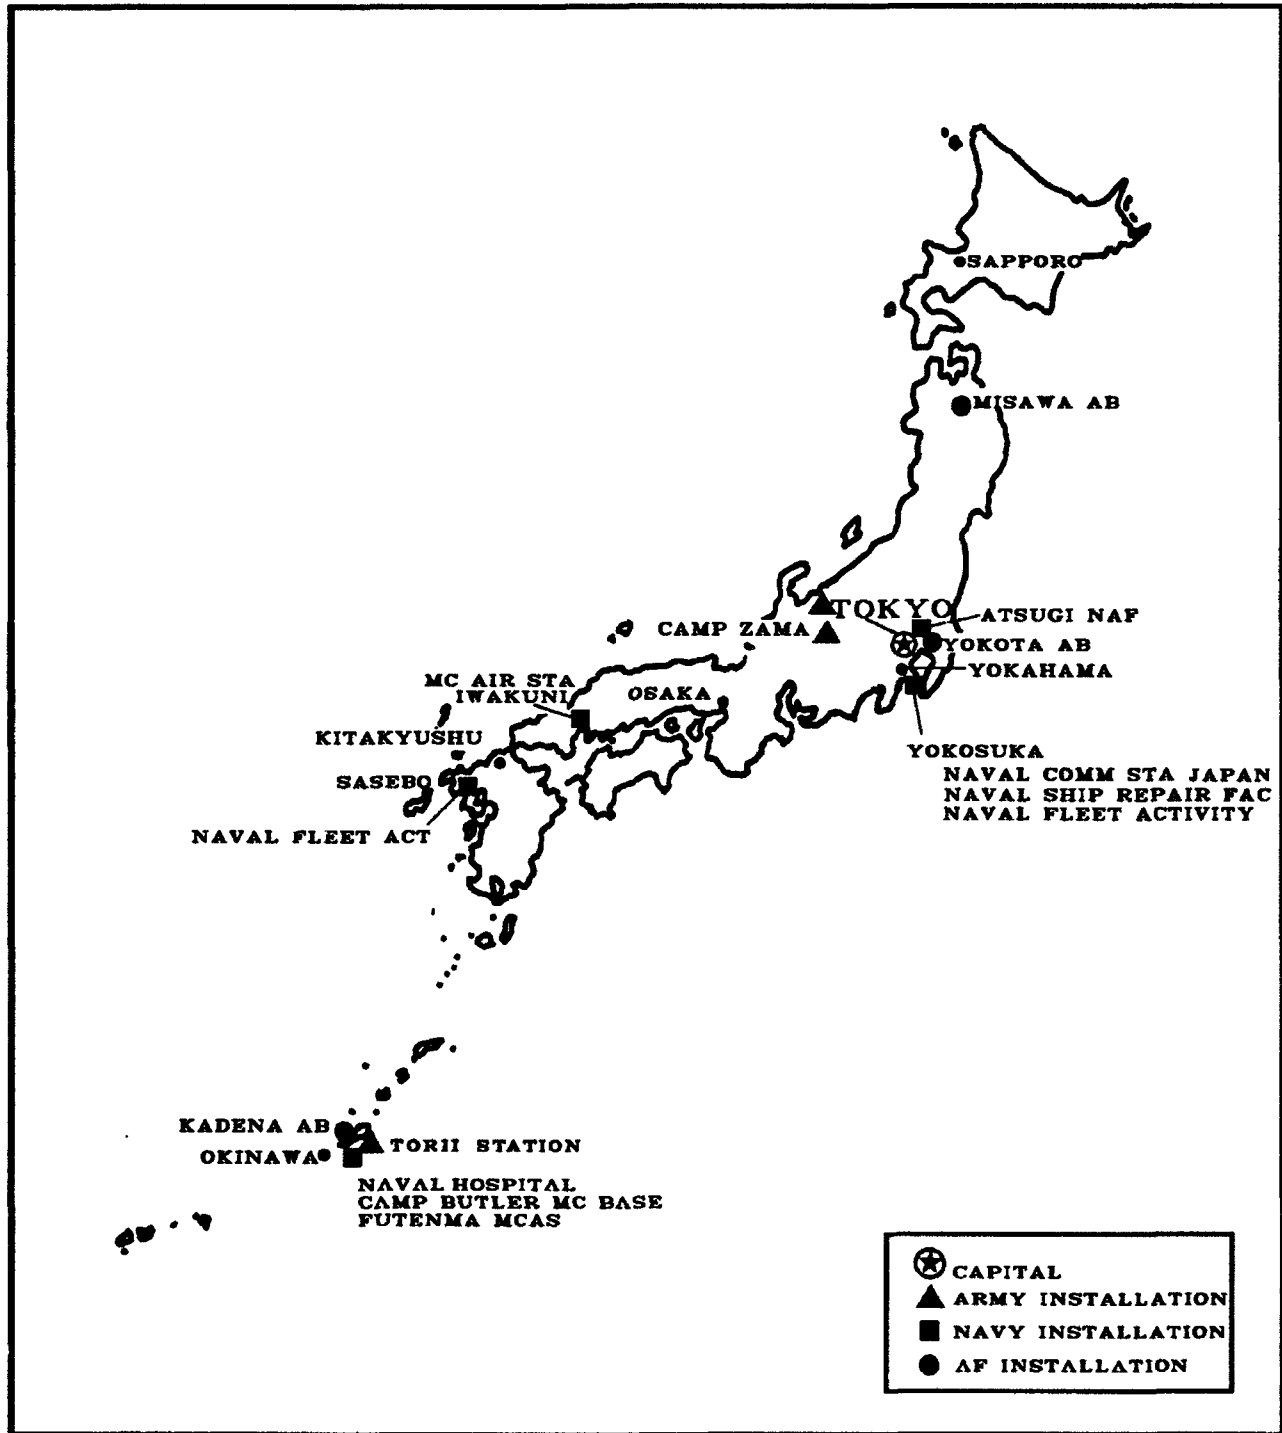 SAPPORO
MISAWA AB
TOKYO
ATSUGI NAF
CAMP ZAMA
YOKOTA AB
YOKAHAMA
MC AIR STA
IWAKUNI
OSAKA
KITAKYUSHU
YOKOSUKA
NAVAL COMM STA JAPAN
NAVAL SHIP REPAIR FAC
NAVAL FLEET ACTIVITY
SASEBO
NAVAL FLEET ACT
KADENA AB
TORII STATION
OKINAWA
NAVAL HOSPITAL
CAMP BUTLER MC BASE
FUTENMA MCAS
CAPITAL
ARMY INSTALLATION
NAVY INSTALLATION
AF INSTALLATION